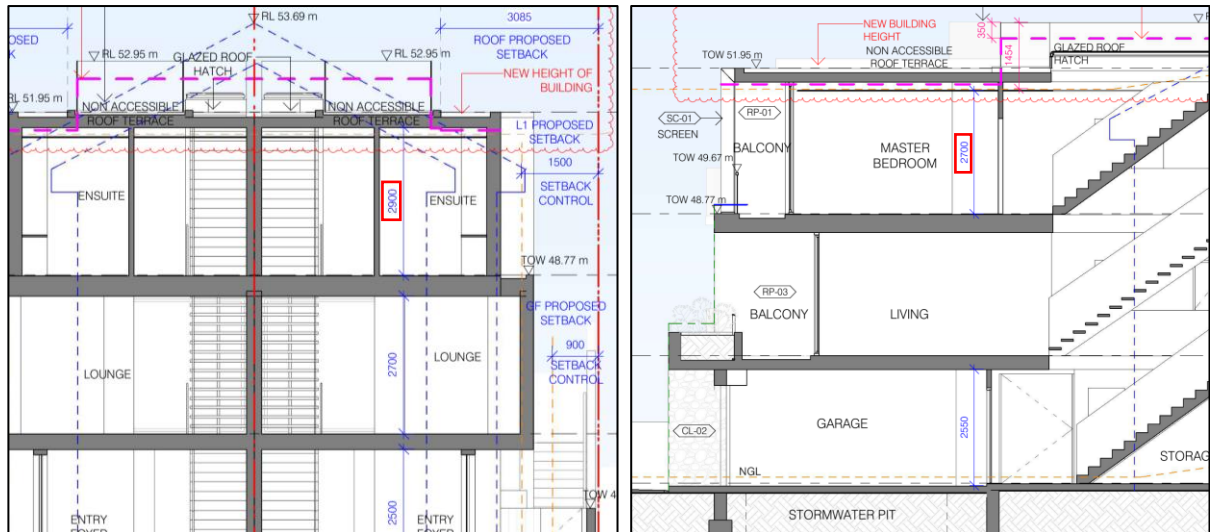 RL 53.69 m
3085
ROOF PROPOSED
SETBACK
OSED
K
RL 52.95 m
GLAZED ROOF
HATCH
RL 52.95 m
NEW HEIGHT OF
BUILDING
RL 51.95 m
NON ACCESSIBLE
ROOF TERRACE
NON ACCESSIBLE
ROOF TERRACE
L1 PROPOSED
SETBACK
1500
SETBACK
CONTROL
ENSUITE
2900
ENSUITE
TOW 48.77 m
GF PROPOSED
SETBACK
900
SETBACK
CONTROL
LOUNGE
2700
LOUNGE
TOW 4
ENTRY
FOYER
2500
ENTRY
FOYER
NEW BUILDING
HEIGHT
350
1454
TOW 51.95 m
NON ACCESSIBLE
ROOF TERRACE
GLAZED ROOF
HATCH
SC-01
SCREEN
RP-01
BALCONY
MASTER
BEDROOM
2700
TOW 49.67 m
TOW 48.77 m
RP-03
BALCONY
LIVING
CL-02
GARAGE
2550
NGL
STORAG
STORMWATER PIT